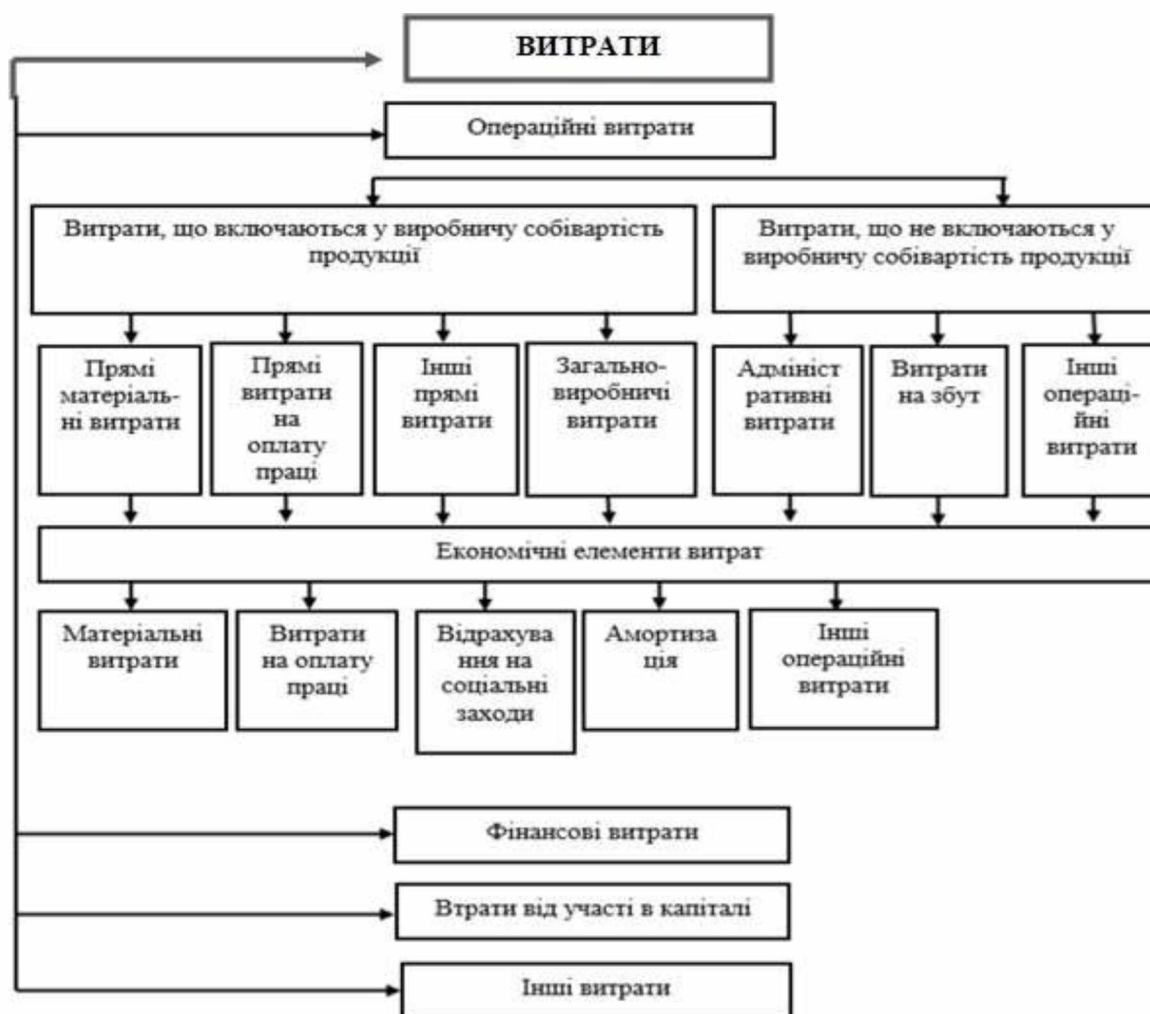 ВИТРАТИ
Операційні витрати
Витрати, що включаються у виробничу собівартість
продукції
Витрати, що не включаються у
виробничу собівартість продукції
Прямі
матеріаль-
ні витрати
Прямі
витрати
на
оплату
праці
Інші
прямі
витрати
Загально-
виробничі
витрати
Адмініст
ративні
витрати
Витрати
на збут
Інші
операці-
йні
витрати
Економічні елементи витрат
Матеріальні
витрати
Витрати
на оплату
праці
Відрахува
ння на
соціальні
заходи
Амортиза
ція
Інші
операційні
витрати
Фінансові витрати
Втрати від участі в капіталі
Інші витрати